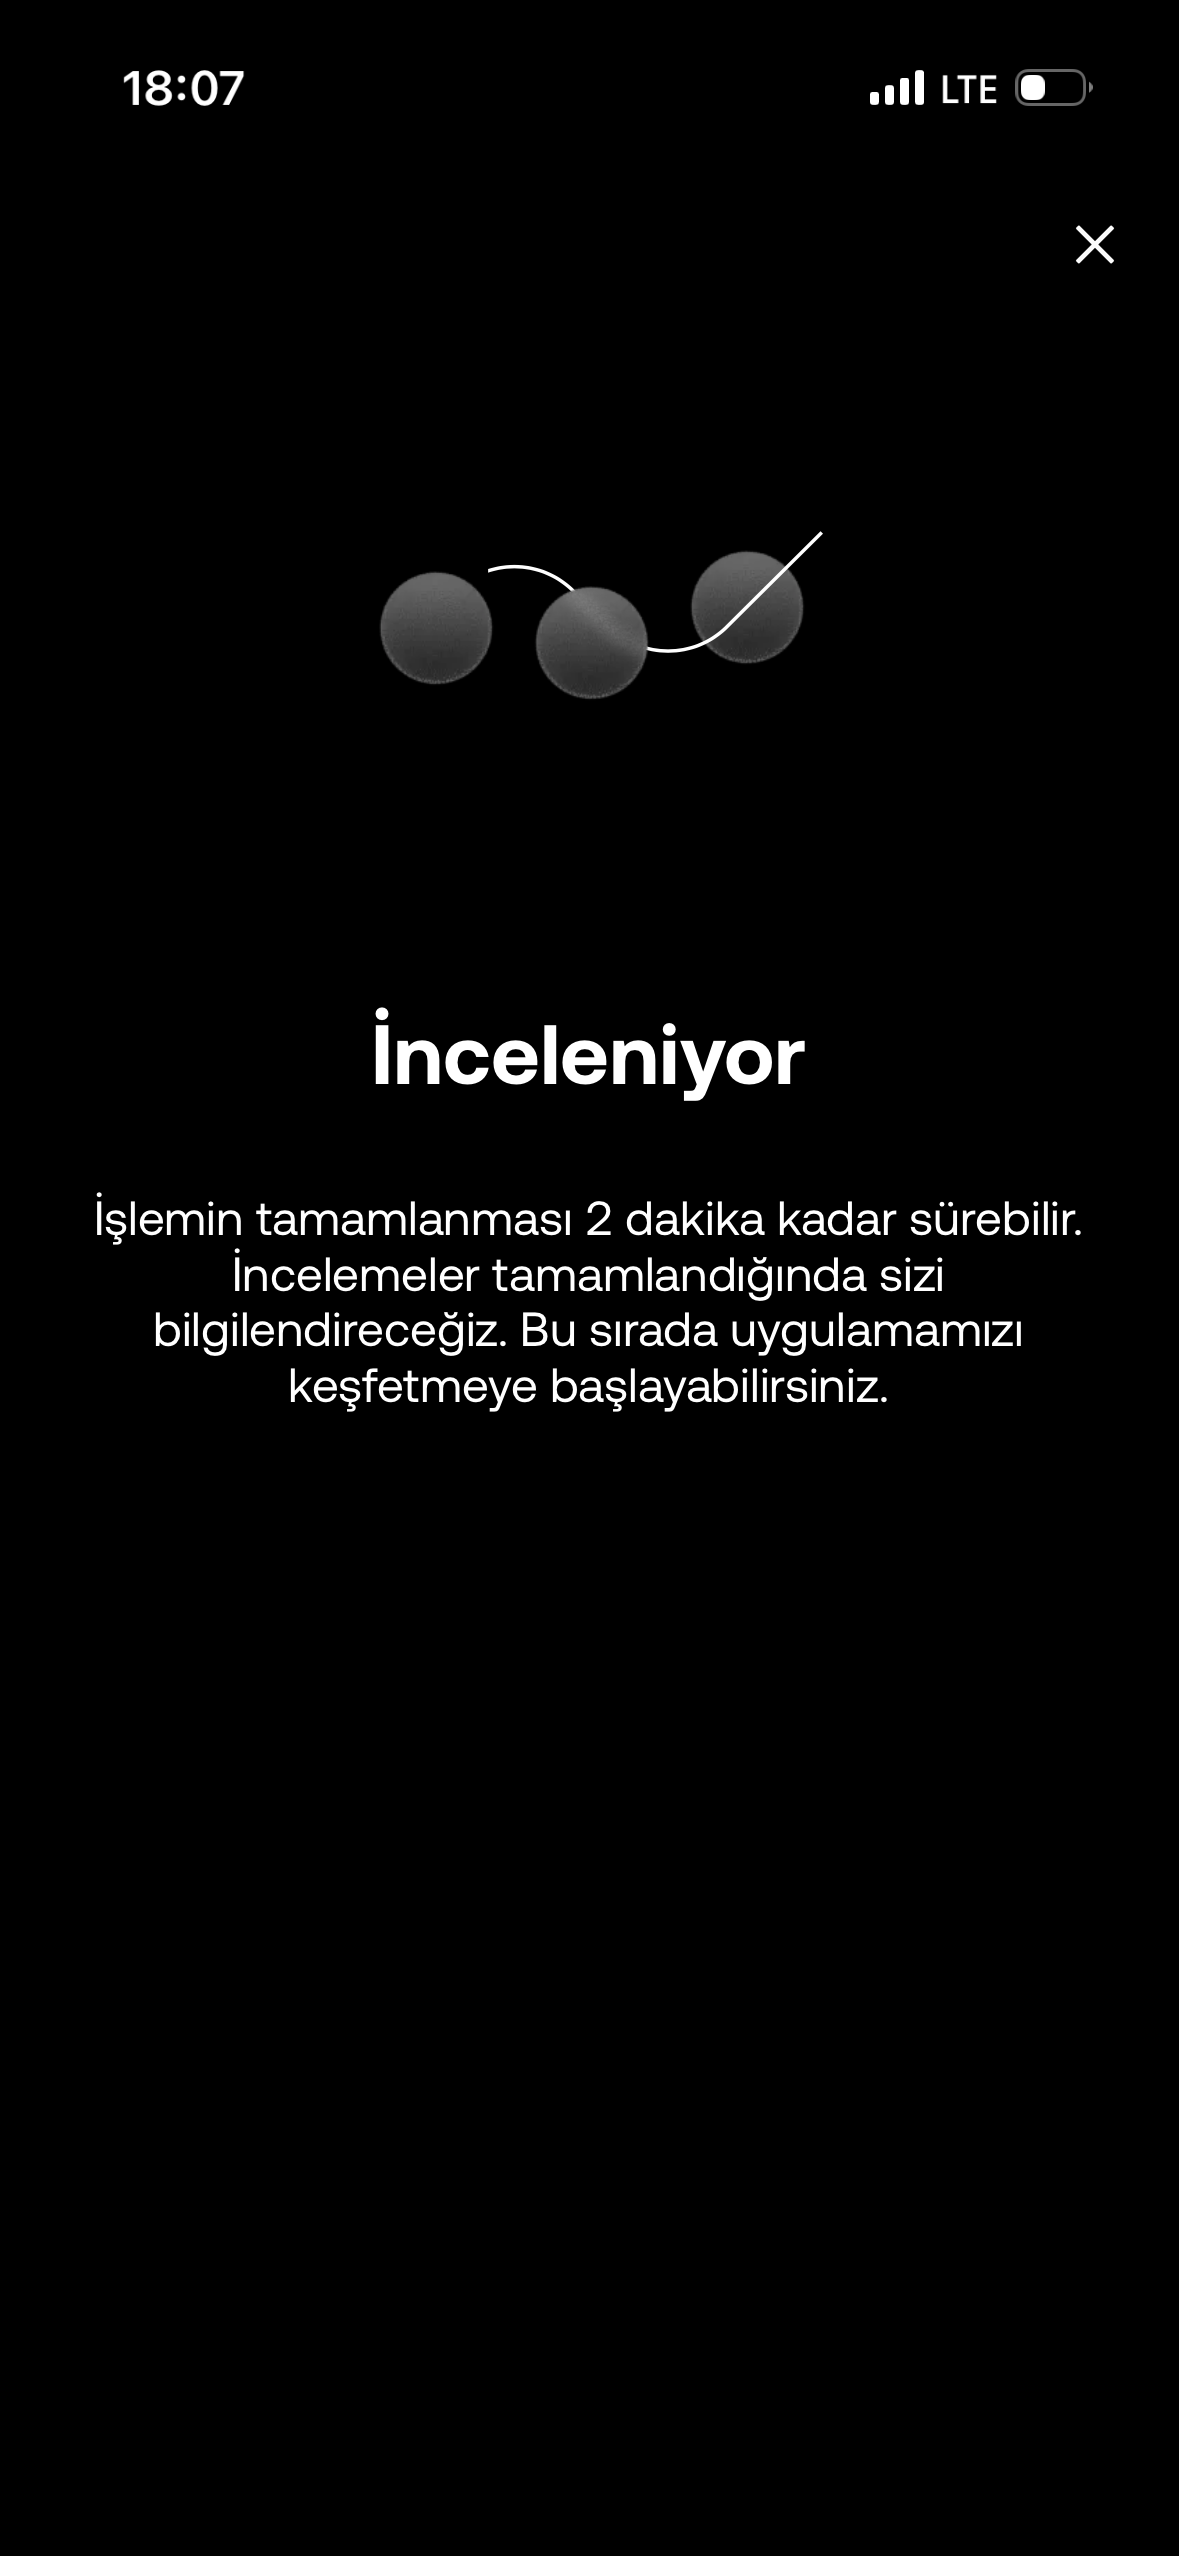 18:07
LTE
İnceleniyor
İşlemin tamamlanması 2 dakika kadar sürebilir.
İncelemeler tamamlandığında sizi
bilgilendireceğiz. Bu sırada uygulamamızı
keşfetmeye başlayabilirsiniz.